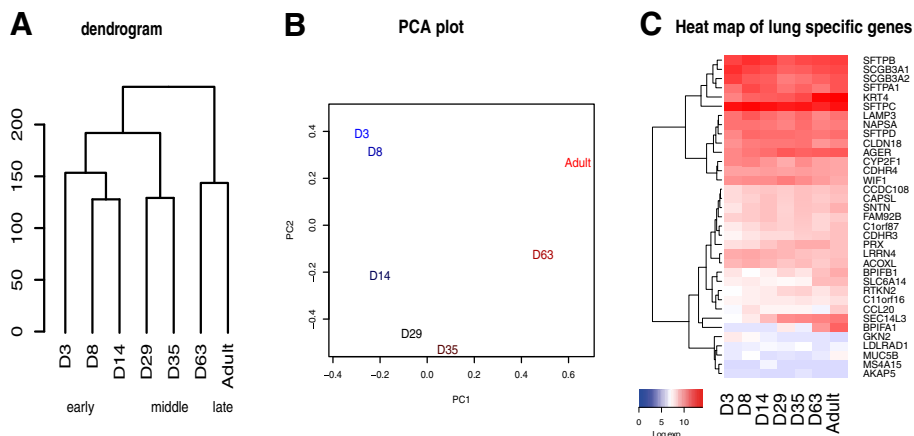 A
dendrogram
0 50 100 150 200
D3
D8
D14
D29
D35
D63
Adult
early middle late
B
PCA plot
PC2
0.4
0.2
0.0
−0.2
−0.4
D3
D8
Adult
D63
D14
D29
D35
−0.4 −0.2 0.0 0.2 0.4 0.6
PC1
C
Heat map of lung specific genes
SFTPB
SCGB3A1
SCGB3A2
SFTPA1
KRT4
SFTPC
LAMP3
NAPSA
SFTPD
CLDN18
AGER
CYP2F1
CDHR4
WIF1
CCDC108
CAPSL
SNTN
FAM92B
C1orf87
CDHR3
PRX
LRRN4
ACOXL
BPIFB1
SLC6A14
RTKN2
C11orf16
CCL20
SEC14L3
BPIFA1
GKN2
LDLRAD1
MUC5B
MS4A15
AKAP5
D3
D8
D14
D29
D35
D63
Adult
0 5 10
Log exp